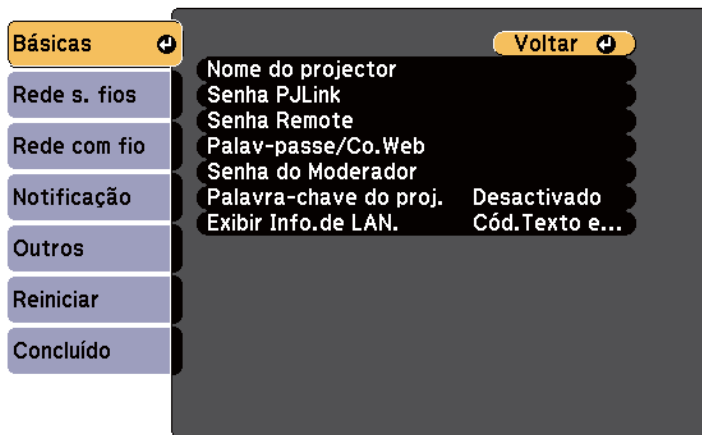 Básicas
Rede s. fios
Rede com fio
Notificação
Outros
Reiniciar
Concluído
Voltar
Nome do projector
Senha PJLink
Senha Remote
Palav-passe/Co.Web
Senha do Moderador
Palavra-chave do proj. Desactivado
Exibir Info.de LAN. Cód.Texto e...